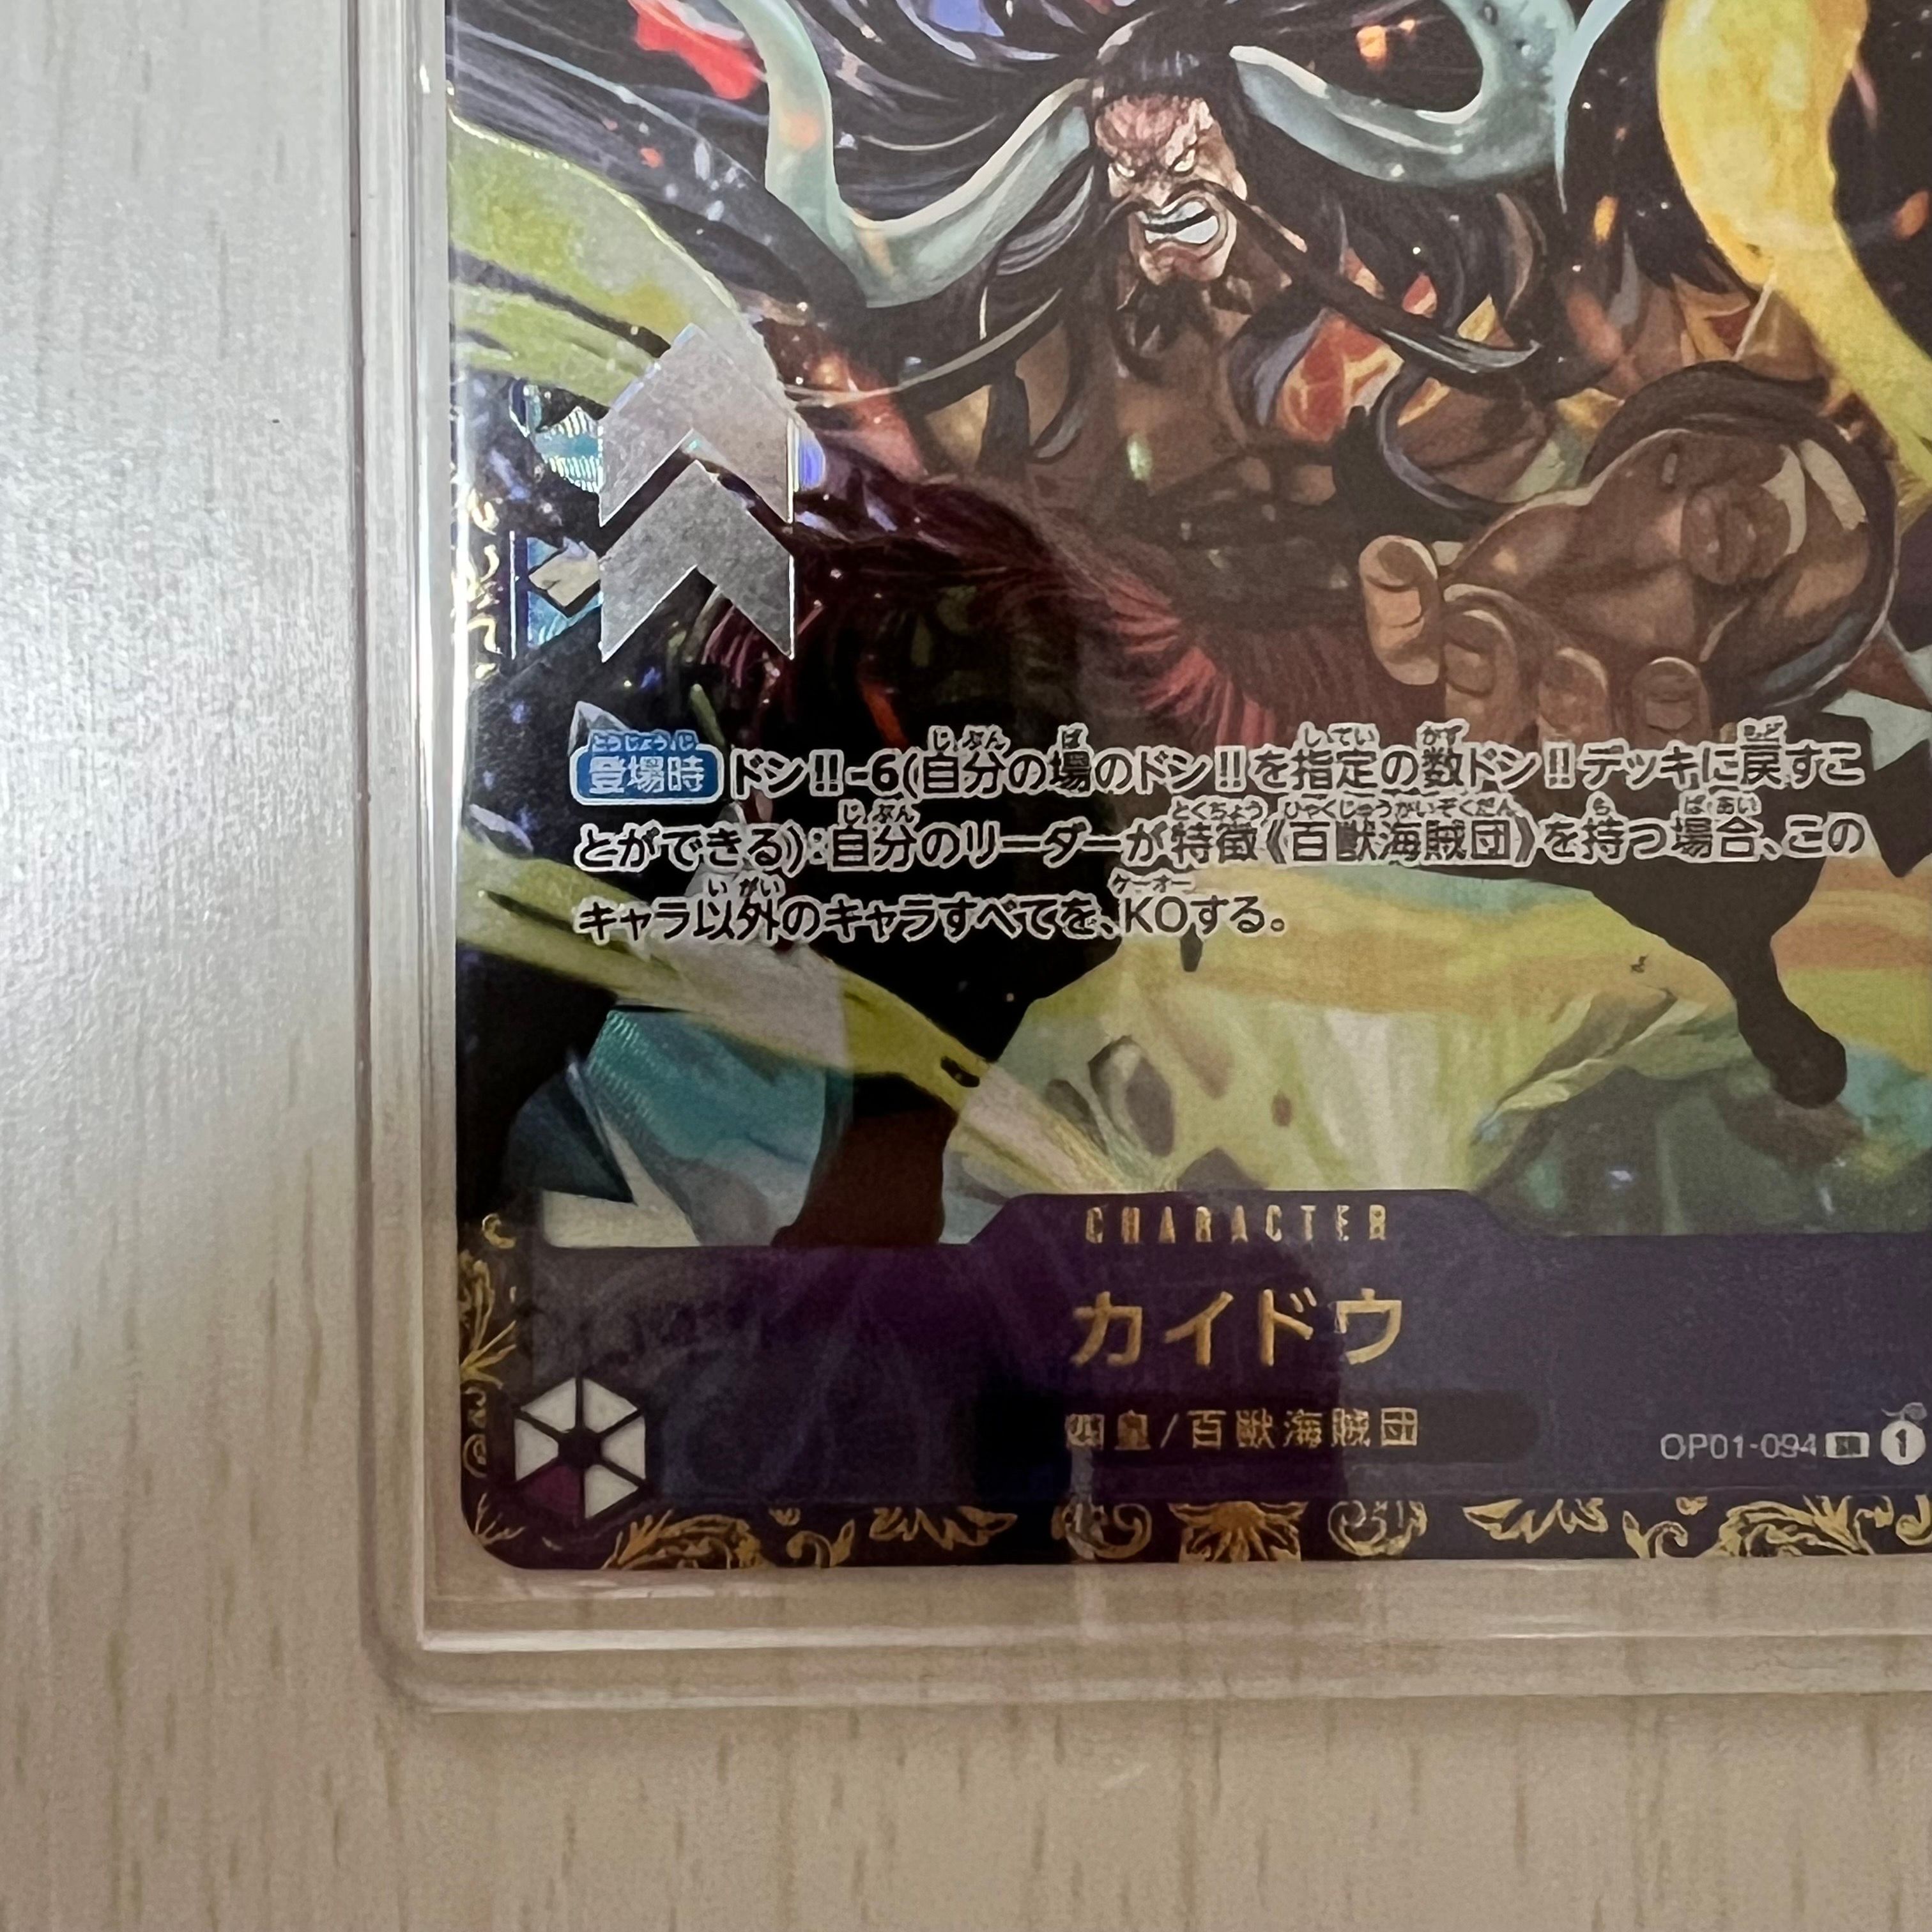 登場時 ドン!!-6(自分の場のドン!!を指定の数ドン!!デッキに戻すこ
とができる):自分のリーダーが特徴《百獣海賊団》を持つ場合、この
キャラ以外のキャラすべてを、KOする。
CHARACTER
カイドウ
四皇/百獣海賊団
OP01-094 1